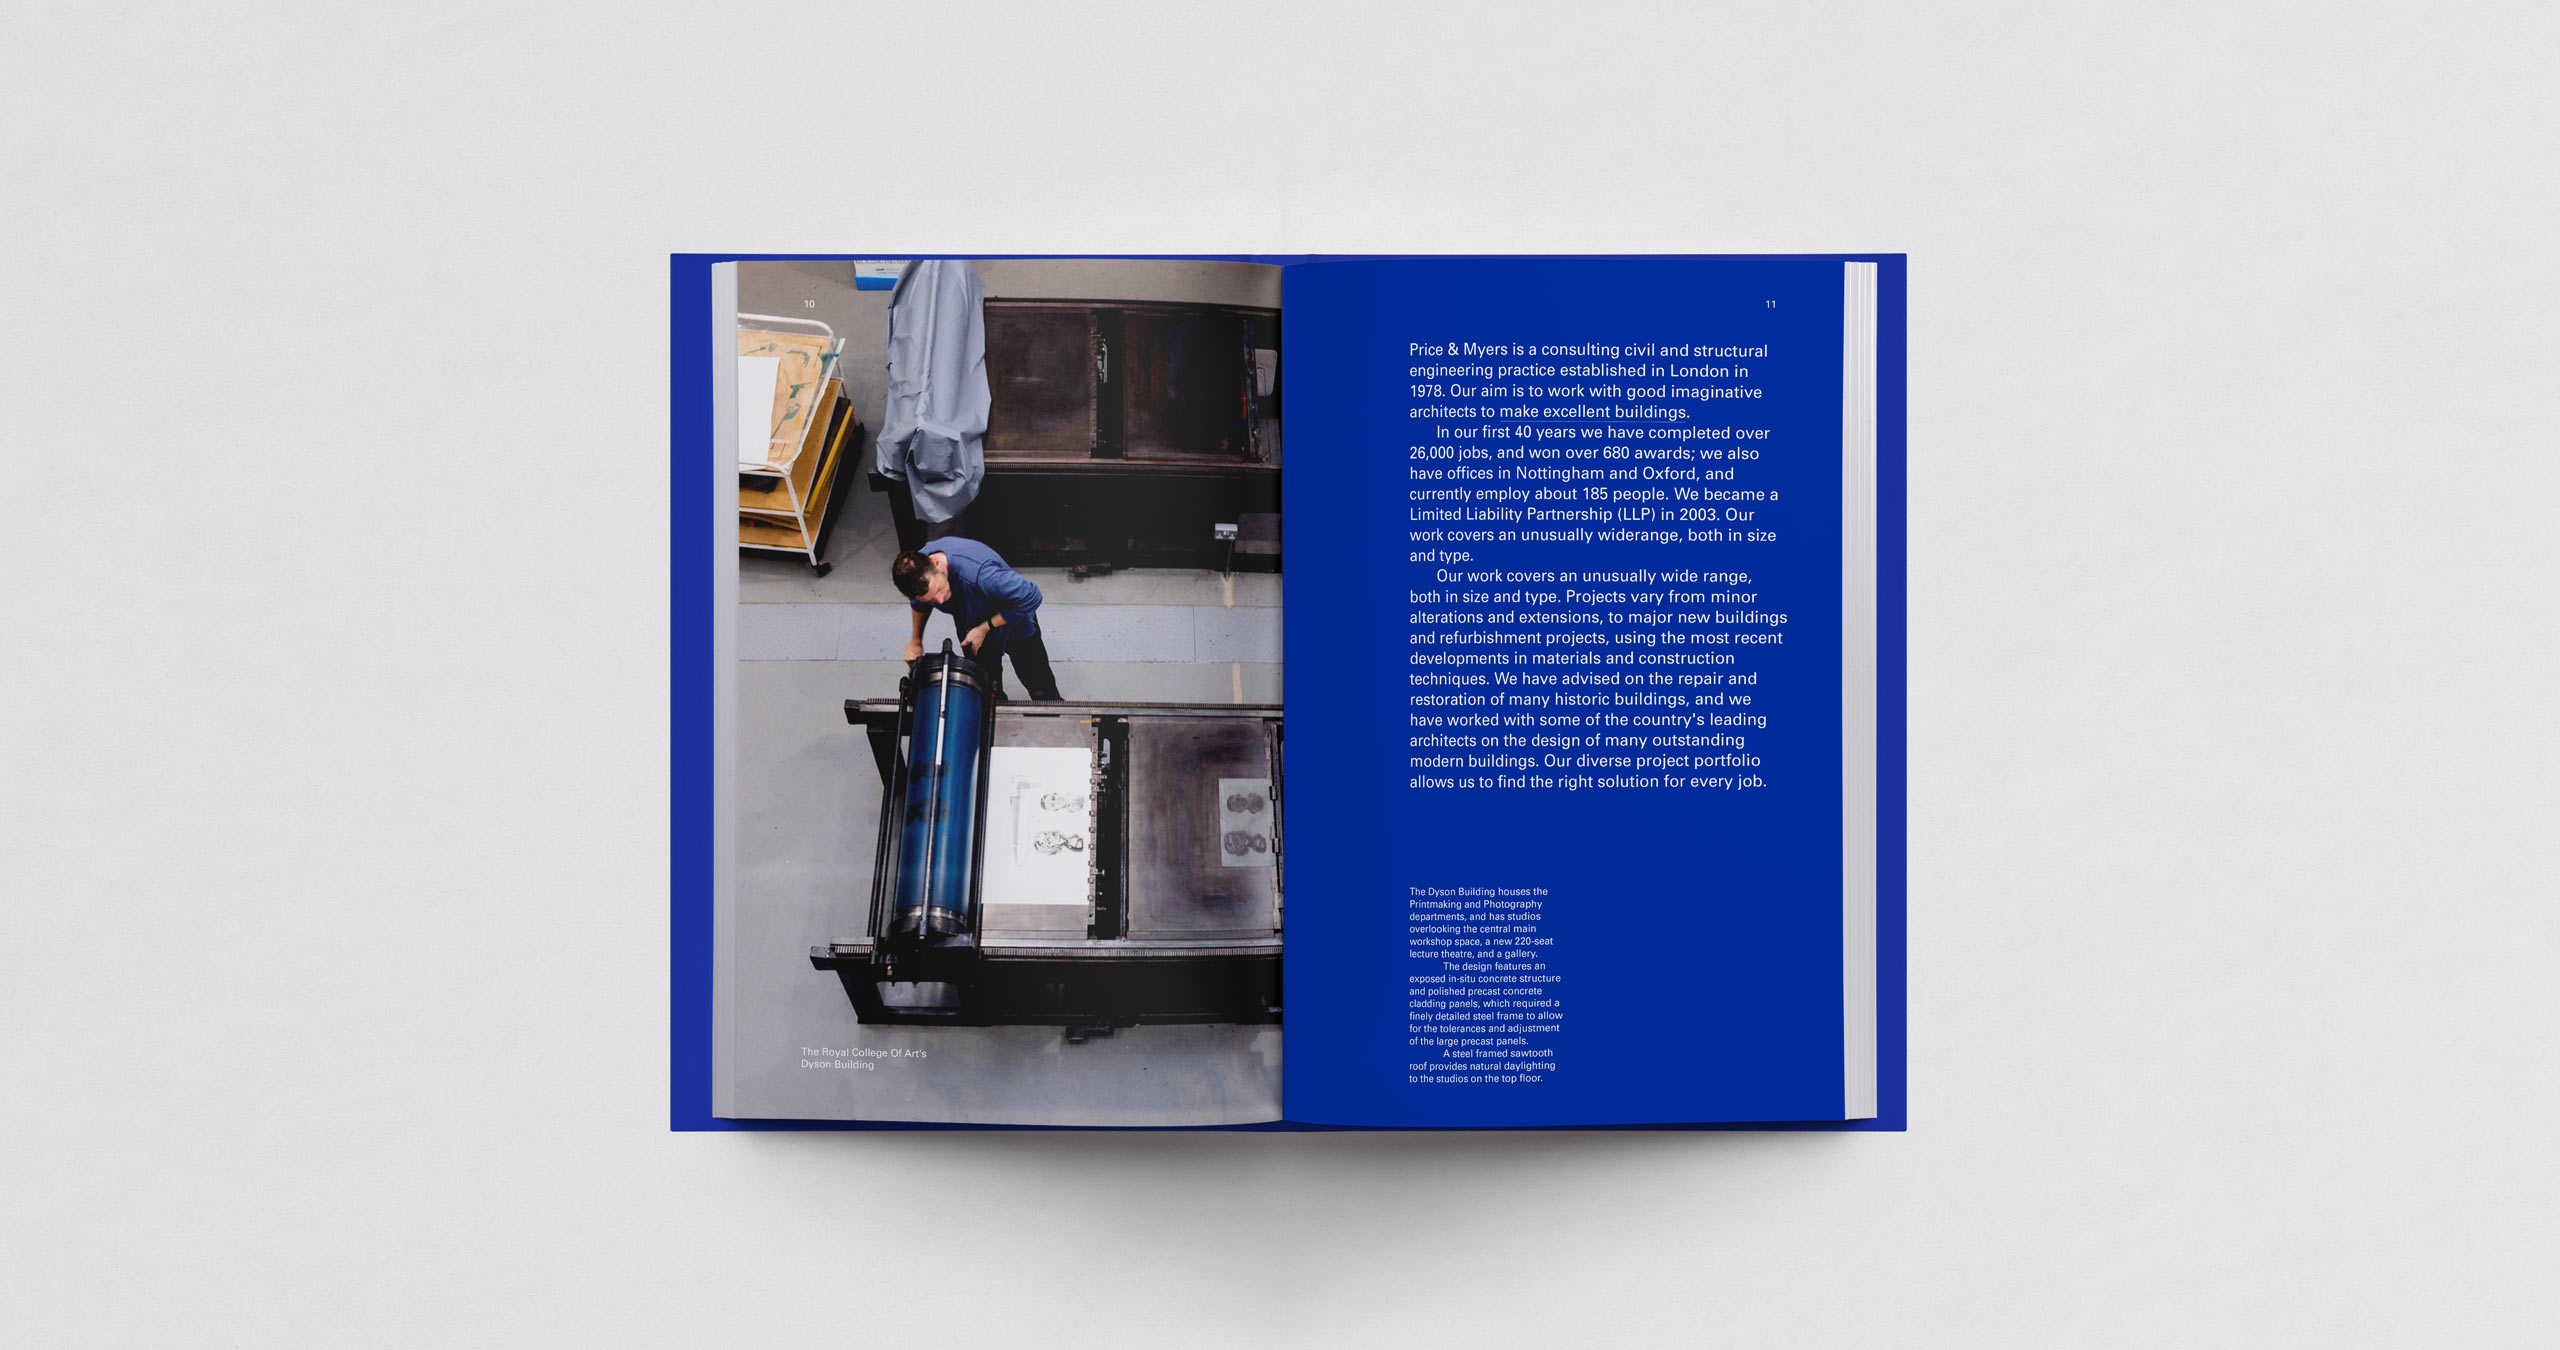 10
The Royal College Of Art's
Dyson Building
11
Price & Myers is a consulting civil and structural
engineering practice established in London in
1978. Our aim is to work with good imaginative
architects to make excellent buildings.
In our first 40 years we have completed over
26,000 jobs, and won over 680 awards; we also
have offices in Nottingham and Oxford, and
currently employ about 185 people. We became a
Limited Liability Partnership (LLP) in 2003. Our
work covers an unusually widerange, both in size
and type.
Our work covers an unusually wide range,
both in size and type. Projects vary from minor
alterations and extensions, to major new buildings
and refurbishment projects, using the most recent
developments in materials and construction
techniques. We have advised on the repair and
restoration of many historic buildings, and we
have worked with some of the country's leading
architects on the design of many outstanding
modern buildings. Our diverse project portfolio
allows us to find the right solution for every job.
The Dyson Building houses the
Printmaking and Photography
departments, and has studios
overlooking the central main
workshop space, a new 220-seat
lecture theatre, and a gallery.
The design features an
exposed in-situ concrete structure
and polished precast concrete
cladding panels, which required a
finely detailed steel frame to allow
for the tolerances and adjustment
of the large precast panels.
A steel framed sawtooth
roof provides natural daylighting
to the studios on the top floor.